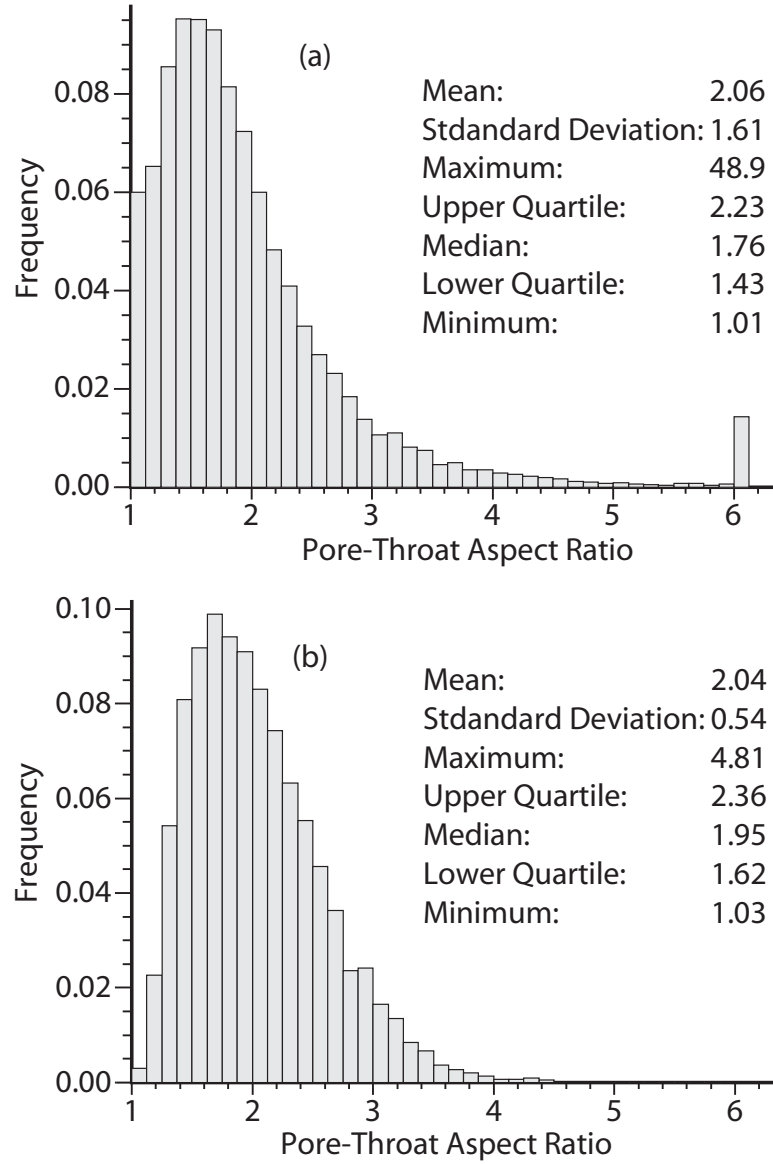 (a)
Mean: 2.06
Stdandard Deviation: 1.61
Maximum: 48.9
Upper Quartile: 2.23
Median: 1.76
Lower Quartile: 1.43
Minimum: 1.01
Frequency
0.08
0.06
0.04
0.02
0.00
1 2 3 4 5 6
Pore-Throat Aspect Ratio
(b)
Mean: 2.04
Stdandard Deviation: 0.54
Maximum: 4.81
Upper Quartile: 2.36
Median: 1.95
Lower Quartile: 1.62
Minimum: 1.03
Frequency
0.10
0.08
0.06
0.04
0.02
0.00
1 2 3 4 5 6
Pore-Throat Aspect Ratio